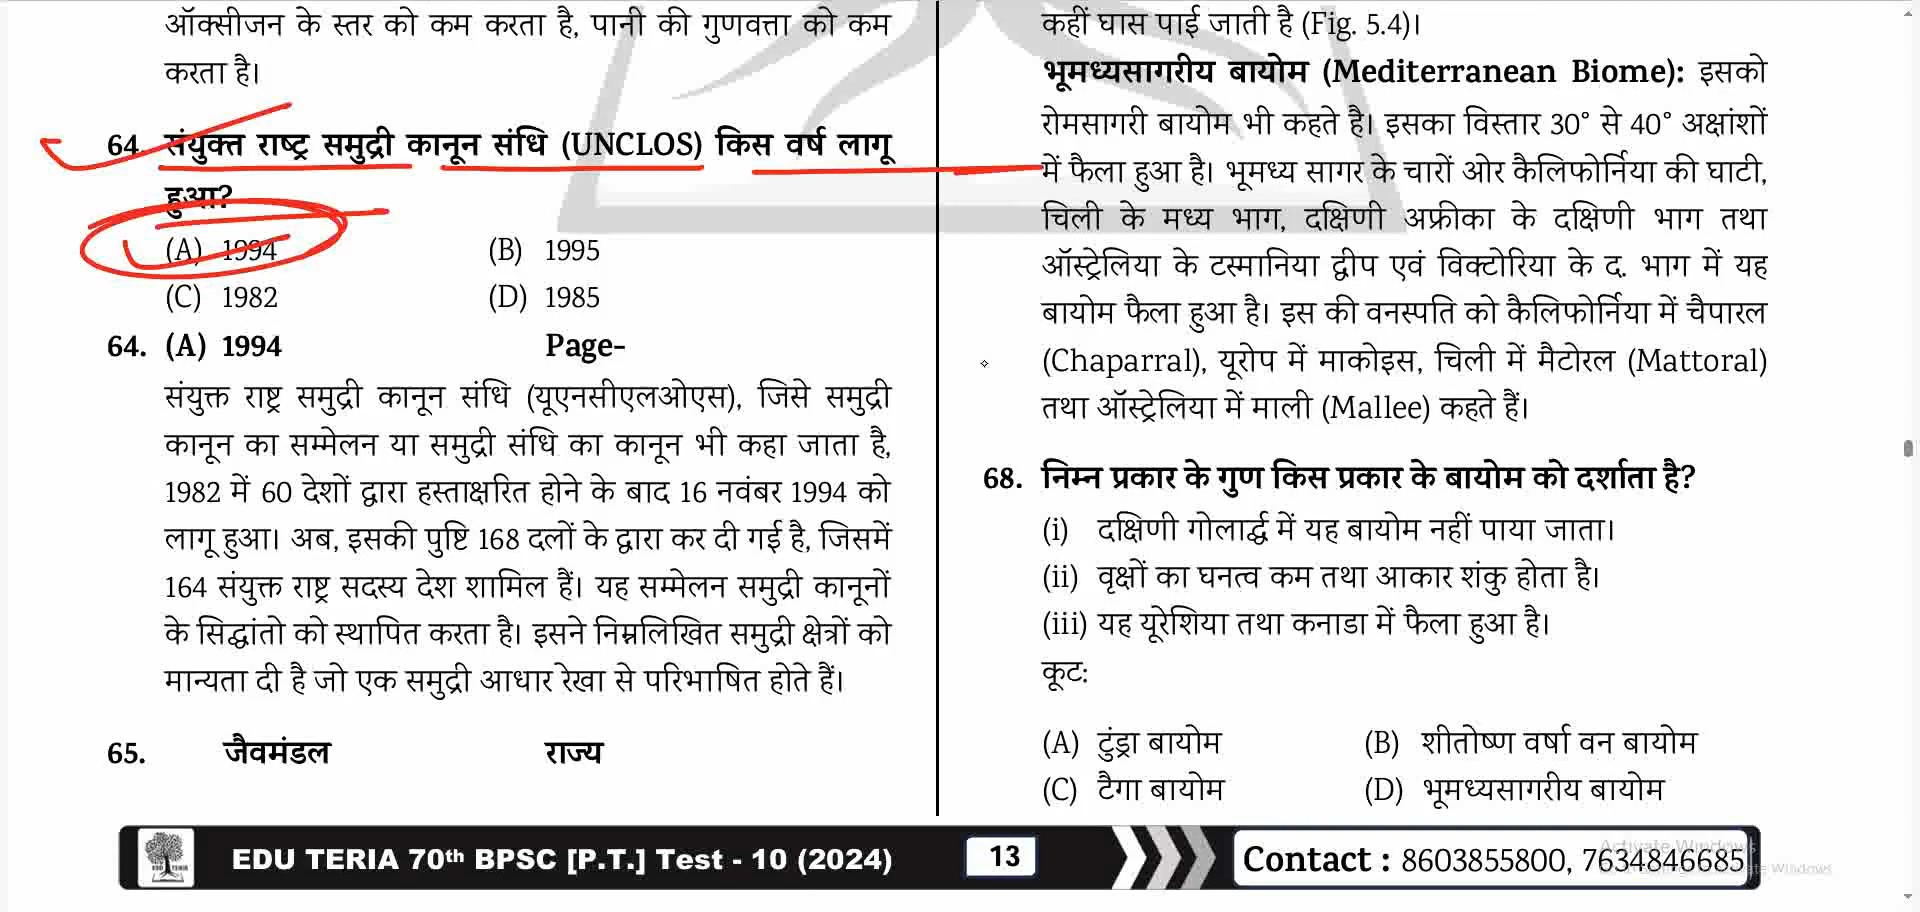 ऑक्सीजन के स्तर को कम करता है, पानी की गुणवत्ता को कम
करता है।
64. संयुक्त राष्ट्र समुद्री कानून संधि (UNCLOS) किस वर्ष लागू
हुआ?
(A) 1994 (B) 1995
(C) 1982 (D) 1985
64. (A) 1994 Page-
संयुक्त राष्ट्र समुद्री कानून संधि (यूएनसीएलओएस), जिसे समुद्री
कानून का सम्मेलन या समुद्री संधि का कानून भी कहा जाता है,
1982 में 60 देशों द्वारा हस्ताक्षरित होने के बाद 16 नवंबर 1994 को
लागू हुआ। अब, इसकी पुष्टि 168 दलों के द्वारा कर दी गई है, जिसमें
164 संयुक्त राष्ट्र सदस्य देश शामिल हैं। यह सम्मेलन समुद्री कानूनों
के सिद्धांतो को स्थापित करता है। इसने निम्नलिखित समुद्री क्षेत्रों को
मान्यता दी है जो एक समुद्री आधार रेखा से परिभाषित होते हैं।
65. जैवमंडल राज्य
कहीं घास पाई जाती है (Fig. 5.4)।
भूमध्यसागरीय बायोम (Mediterranean Biome): इसको
रोमसागरी बायोम भी कहते है। इसका विस्तार 30° से 40° अक्षांशों
में फैला हुआ है। भूमध्य सागर के चारों ओर कैलिफोर्निया की घाटी,
चिली के मध्य भाग, दक्षिणी अफ्रीका के दक्षिणी भाग तथा
ऑस्ट्रेलिया के टस्मानिया द्वीप एवं विक्टोरिया के द. भाग में यह
बायोम फैला हुआ है। इस की वनस्पति को कैलिफोर्निया में चैपारल
(Chaparral), यूरोप में माकोइस, चिली में मैटोरल (Mattoral)
तथा ऑस्ट्रेलिया में माली (Mallee) कहते हैं।
68. निम्न प्रकार के गुण किस प्रकार के बायोम को दर्शाता है?
(i) दक्षिणी गोलार्द्ध में यह बायोम नहीं पाया जाता।
(ii) वृक्षों का घनत्व कम तथा आकार शंकु होता है।
(iii) यह यूरेशिया तथा कनाडा में फैला हुआ है।
कूट:
(A) टुंड्रा बायोम (B) शीतोष्ण वर्षा वन बायोम
(C) टैगा बायोम (D) भूमध्यसागरीय बायोम
EDU TERIA
EDU TERIA 70th BPSC [P.T.] Test - 10 (2024) 13 Contact : 8603855800, 7634846685
Activate Windows